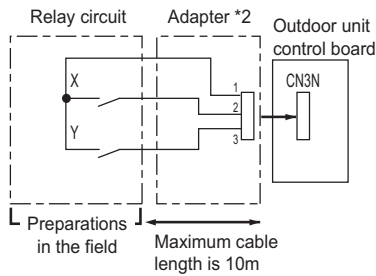 Relay circuit
Adapter *2
Outdoor unit
control board
X
Y
1
2
3
CN3N
Preparations
in the field
Maximum cable
length is 10m